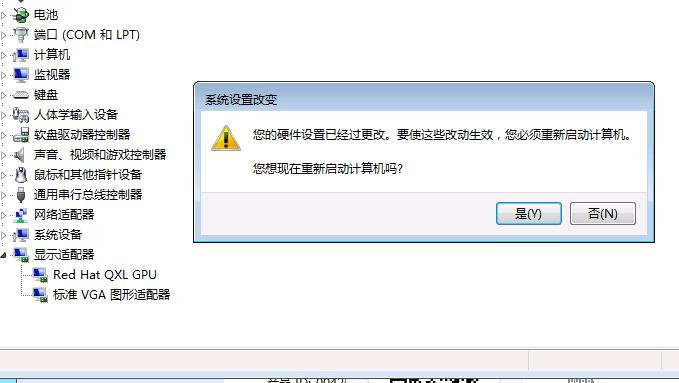 电池
端口 (COM 和 LPT)
计算机
监视器
键盘
人体学输入设备
软盘驱动器控制器
声音、视频和游戏控制器
鼠标和其他指针设备
通用串行总线控制器
网络适配器
系统设备
显示适配器
Red Hat QXL GPU
标准 VGA 图形适配器
系统设置改变
您的硬件设置已经过更改。要使这些改动生效，您必须重新启动计算机。
您想现在重新启动计算机吗?
是(Y)
否(N)